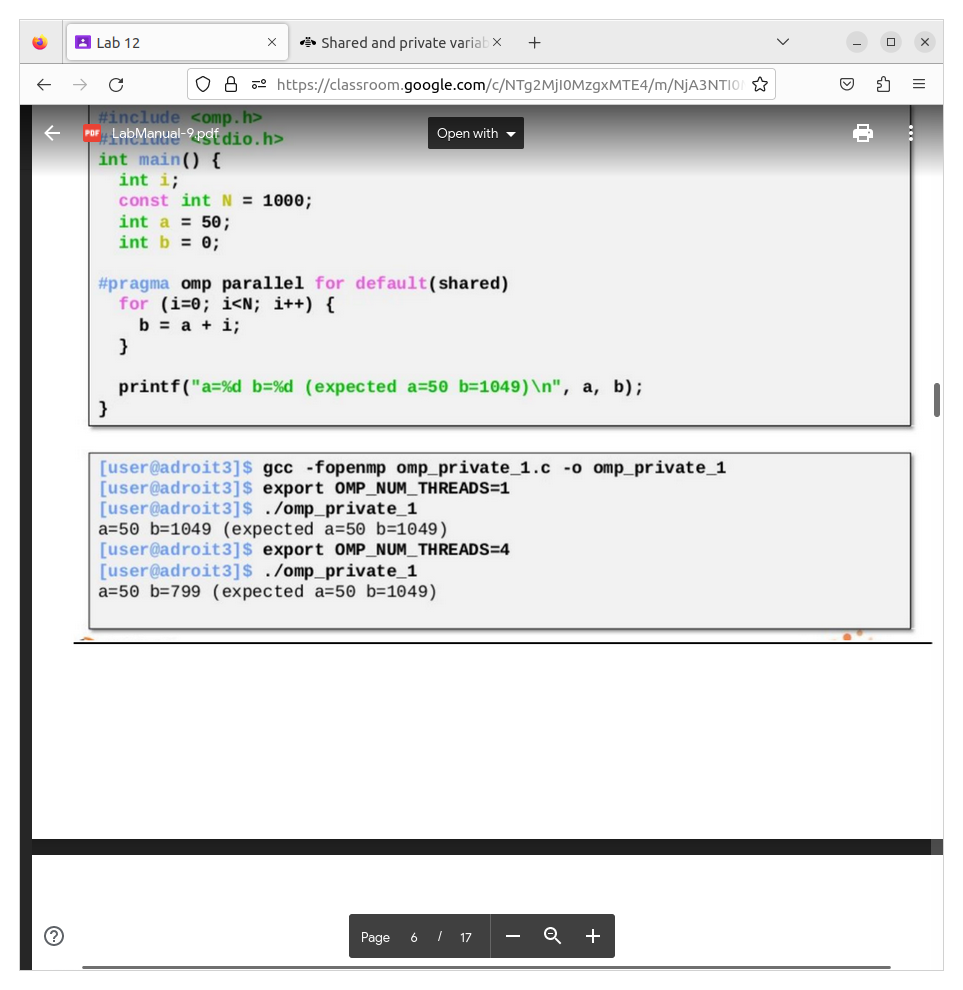 Lab 12
Shared and private variab
https://classroom.google.com/c/NTg2MjI0MzgxMTE4/m/NjA3NTI0
#include <omp.h>
PDF LabManual-9.pdf
Open with
#include <stdio.h>
int main() {
int i;
const int N = 1000;
int a = 50;
int b = 0;
#pragma omp parallel for default(shared)
for (i=0; i<N; i++) {
b = a + i;
}
printf("a=%d b=%d (expected a=50 b=1049)\n", a, b);
}
[user@adroit3]$ gcc -fopenmp omp_private_1.c -o omp_private_1
[user@adroit3]$ export OMP_NUM_THREADS=1
[user@adroit3]$ ./omp_private_1
a=50 b=1049 (expected a=50 b=1049)
[user@adroit3]$ export OMP_NUM_THREADS=4
[user@adroit3]$ ./omp_private_1
a=50 b=799 (expected a=50 b=1049)
Page 6 / 17